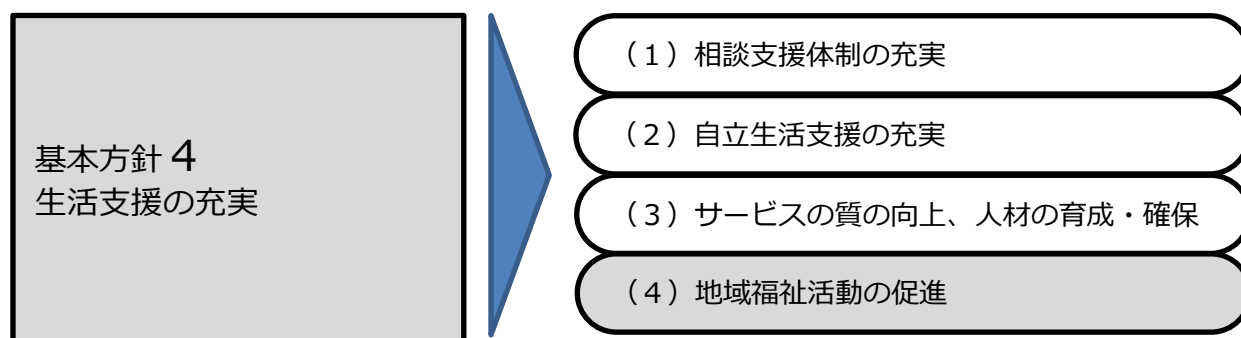 基本方針４
生活支援の充実
（１）相談支援体制の充実
（２）自立生活支援の充実
（３）サービスの質の向上、人材の育成・確保
（４）地域福祉活動の促進